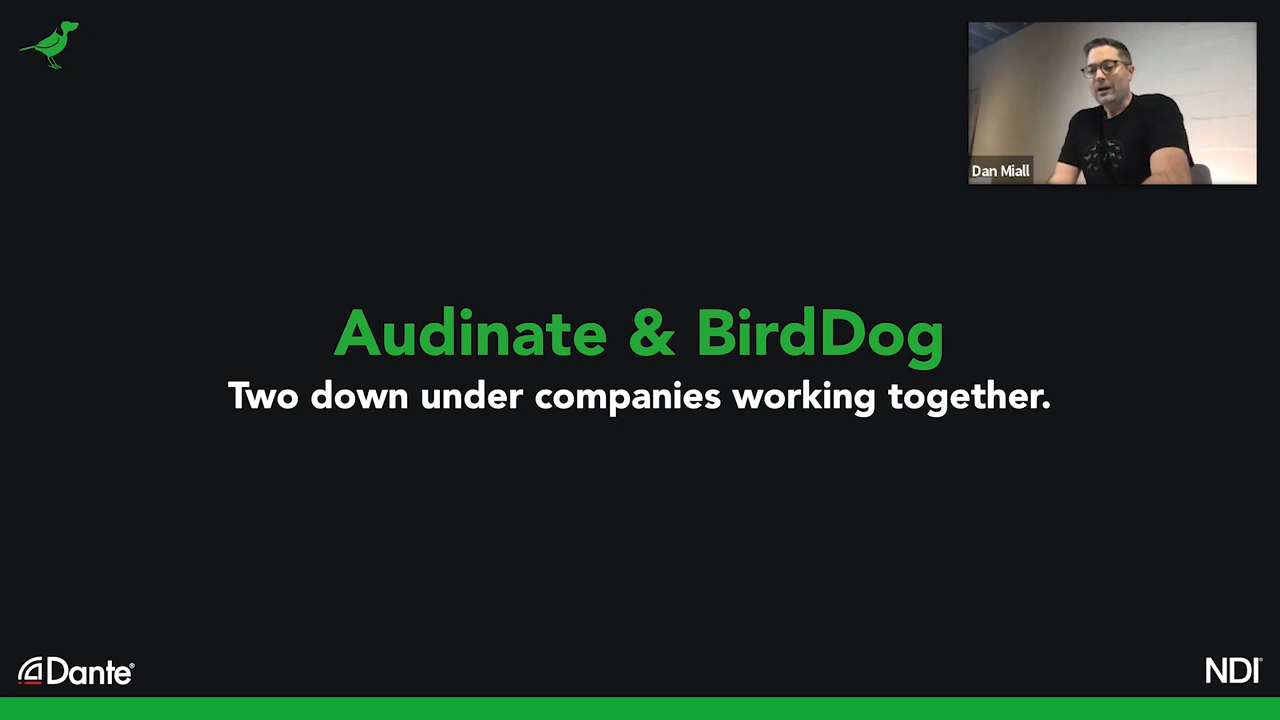 Dan Miall
Audinate & BirdDog
Two down under companies working together.
Dante®
NDI®